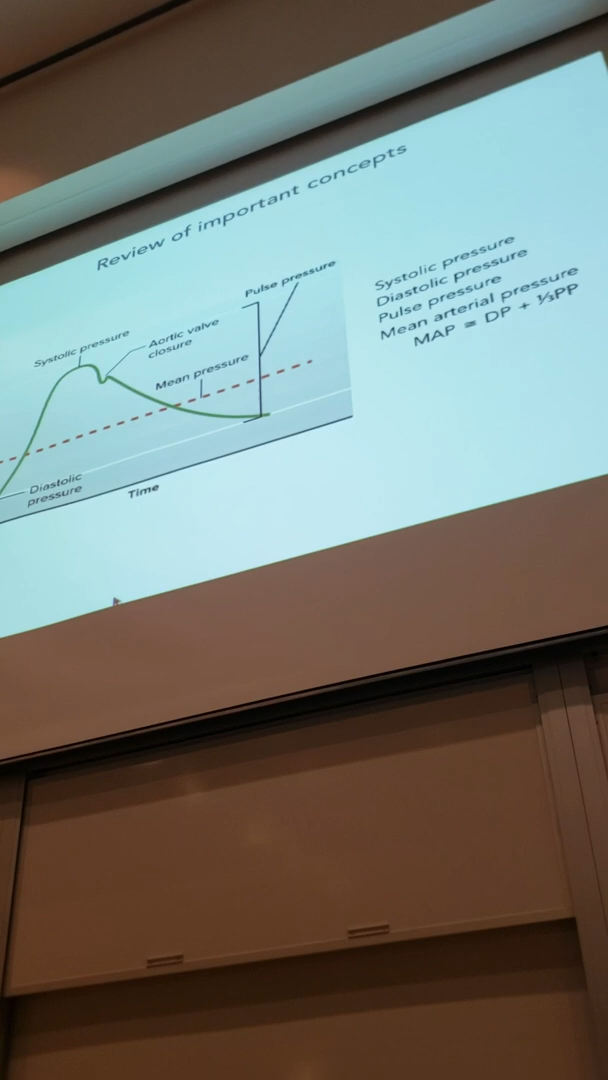 Review of important concepts
Pulse pressure
Systolic pressure
Aortic valve
closure
Mean pressure
Diastolic
pressure
Time
Systolic pressure
Diastolic pressure
Pulse pressure
Mean arterial pressure
MAP ≅ DP + ⅓PP